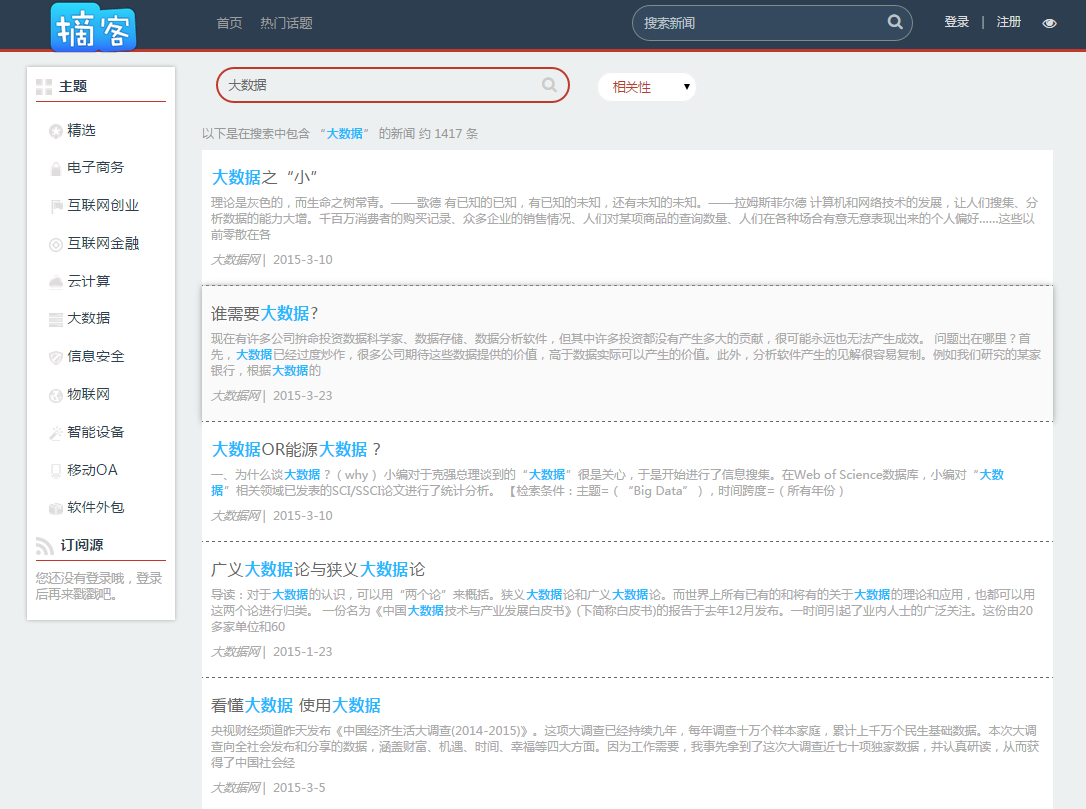 摘客
首页 热门话题
搜索新闻
登录 | 注册
主题
精选
电子商务
互联网创业
互联网金融
云计算
大数据
信息安全
物联网
智能设备
移动OA
软件外包
订阅源
您还没有登录哦，登录
后再来戳戳吧。
大数据
相关性
以下是在搜索中包含 “大数据” 的新闻 约 1417 条
大数据之“小”
理论是灰色的，而生命之树常青。——歌德 有已知的已知，有已知的未知，还有未知的未知。——拉姆斯菲尔德 计算机和网络技术的发展，让人们搜集、分
析数据的能力大增。千百万消费者的购买记录、众多企业的销售情况、人们对某项商品的查询数量、人们在各种场合有意无意表现出来的个人偏好……这些以
前零散在各
大数据网 | 2015-3-10
谁需要大数据?
现在有许多公司拚命投资数据科学家、数据存储、数据分析软件，但其中许多投资都没有产生多大的贡献，很可能永远也无法产生成效。 问题出在哪里？首
先，大数据已经过度炒作，很多公司期待这些数据提供的价值，高于数据实际可以产生的价值。此外，分析软件产生的见解很容易复制。例如我们研究的某家
银行，根据大数据的
大数据网 | 2015-3-23
大数据OR能源大数据 ？
一、为什么谈大数据？（ why ） 小编对于克强总理谈到的“大数据”很是关心，于是开始进行了信息搜集。在Web of Science数据库，小编对“大数
据”相关领域已发表的SCI/SSCI论文进行了统计分析。 【检索条件：主题=（ “Big Data” ），时间跨度=（ 所有年份 ）
大数据网 | 2015-3-10
广义大数据论与狭义大数据论
导读：对于大数据的认识，可以用“两个论”来概括。狭义大数据论和广义大数据论。而世界上所有已有的和将有的关于大数据的理论和应用，也都可以用
这两个论进行归类。 一份名为《中国大数据技术与产业发展白皮书》(下简称白皮书)的报告于去年12月发布。一时间引起了业内人士的广泛关注。这份由20
多家单位和60
大数据网 | 2015-1-23
看懂大数据 使用大数据
央视财经频道昨天发布《中国经济生活大调查(2014-2015)》。这项大调查已经持续九年，每年调查十万个样本家庭，累计上千万个民生基础数据。本次大调
查向全社会发布和分享的数据，涵盖财富、机遇、时间、幸福等四大方面。因为工作需要，我事先拿到了这次大调查近七十项独家数据，并认真研读，从而获
得了中国社会经
大数据网 | 2015-3-5